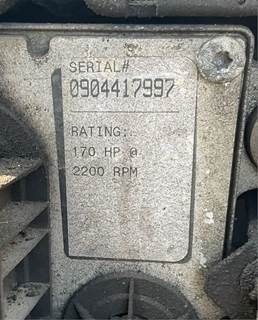 SERIAL#
0904417997
RATING:
170 HP @
2200 RPM